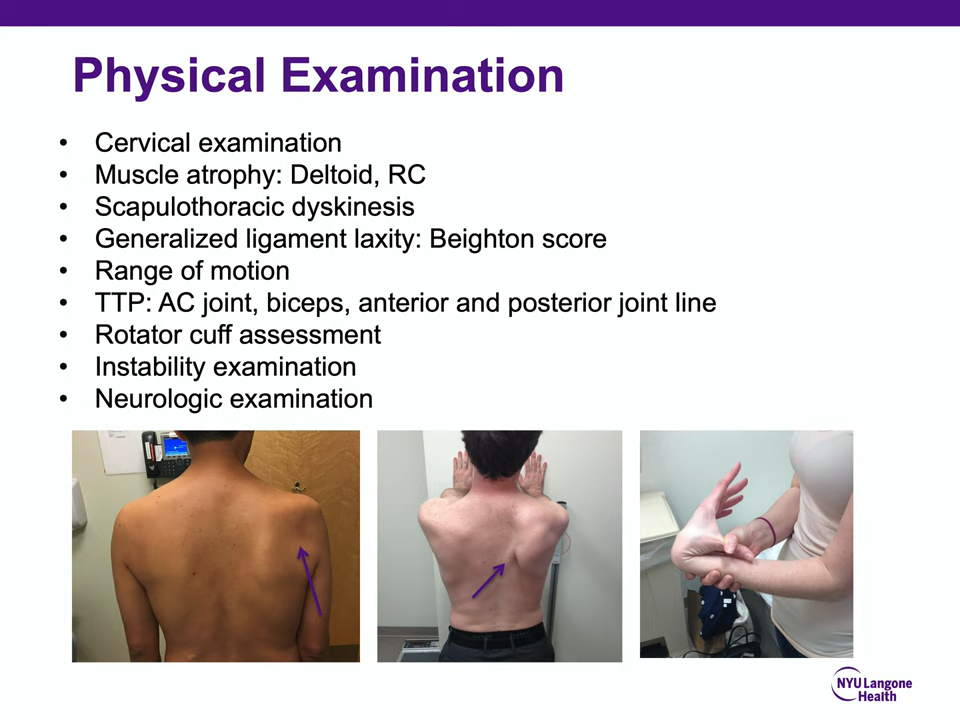 Physical Examination
• Cervical examination
• Muscle atrophy: Deltoid, RC
• Scapulothoracic dyskinesis
• Generalized ligament laxity: Beighton score
• Range of motion
• TTP: AC joint, biceps, anterior and posterior joint line
• Rotator cuff assessment
• Instability examination
• Neurologic examination
NYU Langone
Health